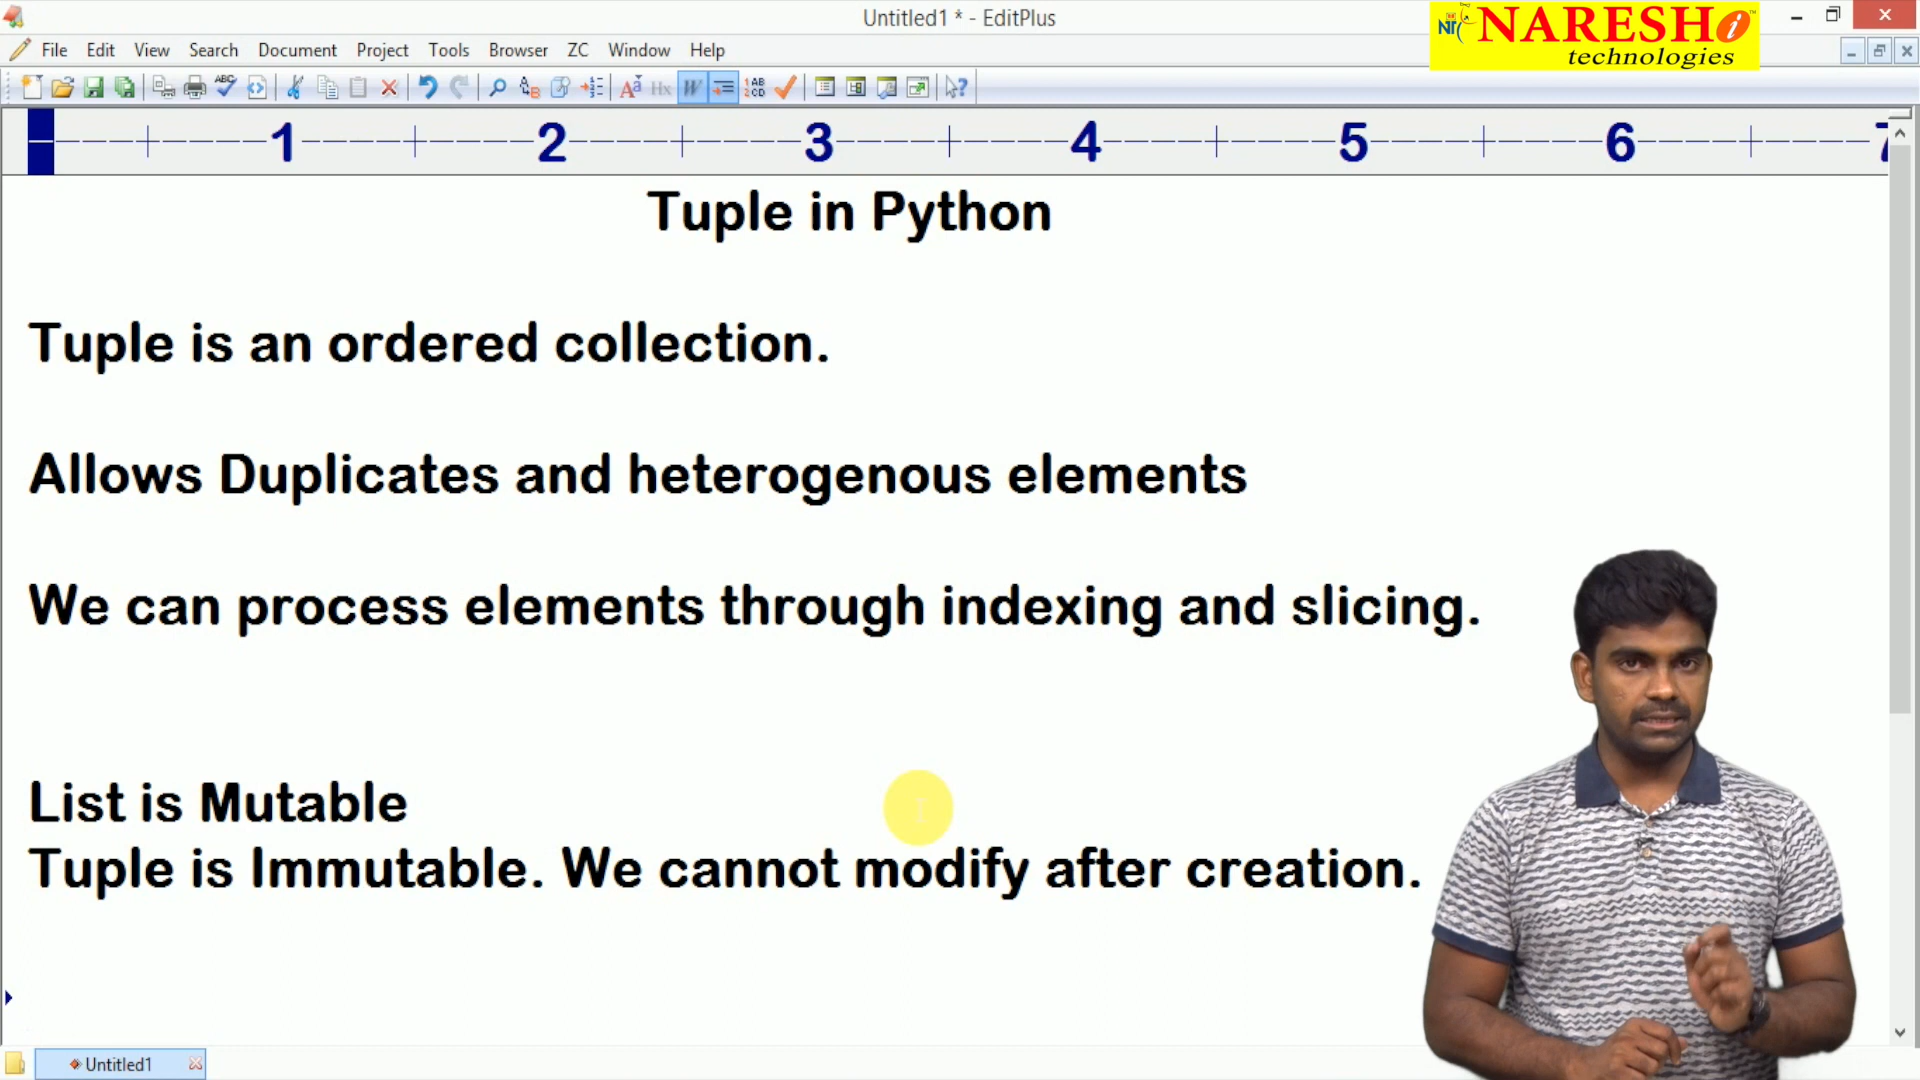 Untitled1 * - EditPlus
NARESH i
technologies
File Edit View Search Document Project Tools Browser ZC Window Help
1 2 3 4 5 6 7
Tuple in Python
Tuple is an ordered collection.
Allows Duplicates and heterogenous elements
We can process elements through indexing and slicing.
List is Mutable
Tuple is Immutable. We cannot modify after creation.
Untitled1